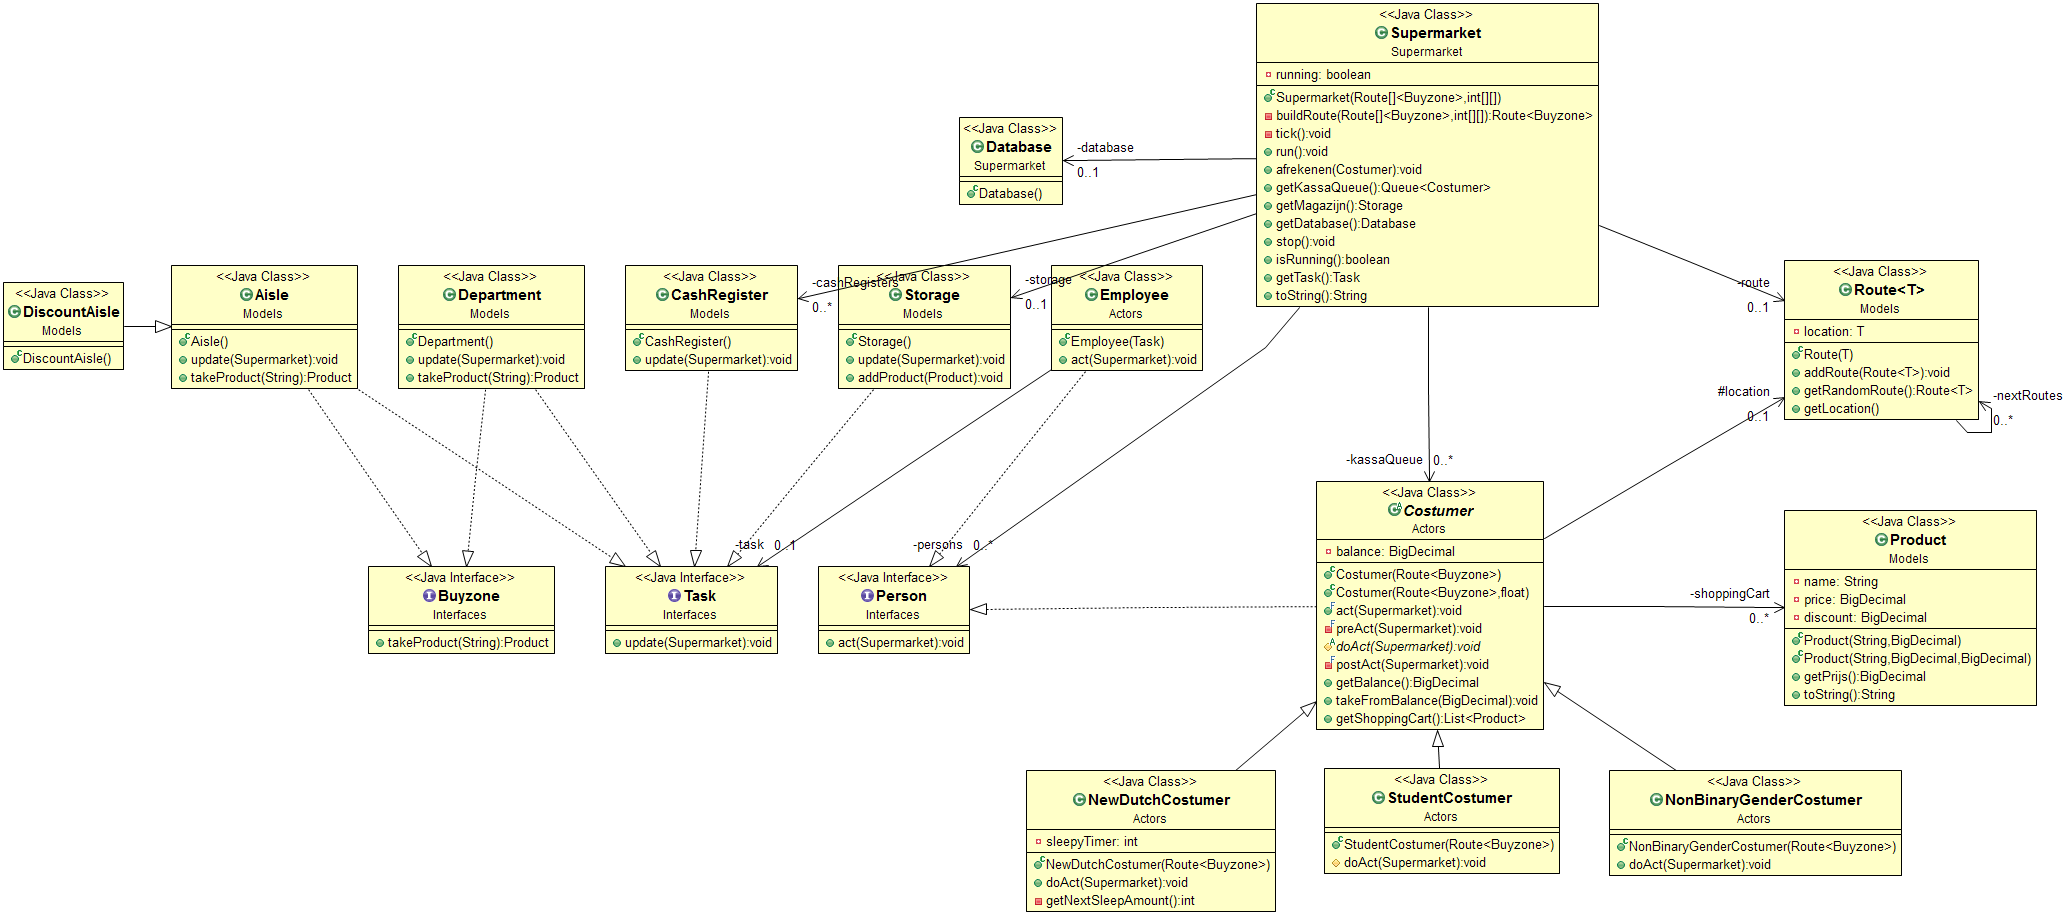 <<Java Class>>
Supermarket
Supermarket
running: boolean
Supermarket(Route[]<Buyzone>,int[][])
buildRoute(Route[]<Buyzone>,int[][]):Route<Buyzone>
tick():void
run():void
afrekenen(Costumer):void
getKassaQueue():Queue<Costumer>
getMagazijn():Storage
getDatabase():Database
stop():void
isRunning():boolean
getTask():Task
toString():String
<<Java Class>>
Database
Supermarket
Database()
-database
0..1
<<Java Class>>
DiscountAisle
Models
DiscountAisle()
<<Java Class>>
Aisle
Models
Aisle()
update(Supermarket):void
takeProduct(String):Product
<<Java Class>>
Department
Models
Department()
update(Supermarket):void
takeProduct(String):Product
<<Java Class>>
CashRegister
Models
CashRegister()
update(Supermarket):void
-cashRegisters
0..*
<<Java Class>>
Storage
Models
Storage()
update(Supermarket):void
addProduct(Product):void
-storage
0..1
<<Java Class>>
Employee
Actors
Employee(Task)
act(Supermarket):void
-route
0..1
<<Java Class>>
Route<T>
Models
location: T
Route(T)
addRoute(Route<T>):void
getRandomRoute():Route<T>
getLocation()
-nextRoutes
0..*
#location
0..1
-kassaQueue
0..*
-task
0..1
-persons
0..*
<<Java Interface>>
Buyzone
Interfaces
takeProduct(String):Product
<<Java Interface>>
Task
Interfaces
update(Supermarket):void
<<Java Interface>>
Person
Interfaces
act(Supermarket):void
<<Java Class>>
Costumer
Actors
balance: BigDecimal
Costumer(Route<Buyzone>)
Costumer(Route<Buyzone>,float)
act(Supermarket):void
preAct(Supermarket):void
doAct(Supermarket):void
postAct(Supermarket):void
getBalance():BigDecimal
takeFromBalance(BigDecimal):void
getShoppingCart():List<Product>
-shoppingCart
0..*
<<Java Class>>
Product
Models
name: String
price: BigDecimal
discount: BigDecimal
Product(String,BigDecimal)
Product(String,BigDecimal,BigDecimal)
getPrijs():BigDecimal
toString():String
<<Java Class>>
NewDutchCostumer
Actors
sleepyTimer: int
NewDutchCostumer(Route<Buyzone>)
doAct(Supermarket):void
getNextSleepAmount():int
<<Java Class>>
StudentCostumer
Actors
StudentCostumer(Route<Buyzone>)
doAct(Supermarket):void
<<Java Class>>
NonBinaryGenderCostumer
Actors
NonBinaryGenderCostumer(Route<Buyzone>)
doAct(Supermarket):void